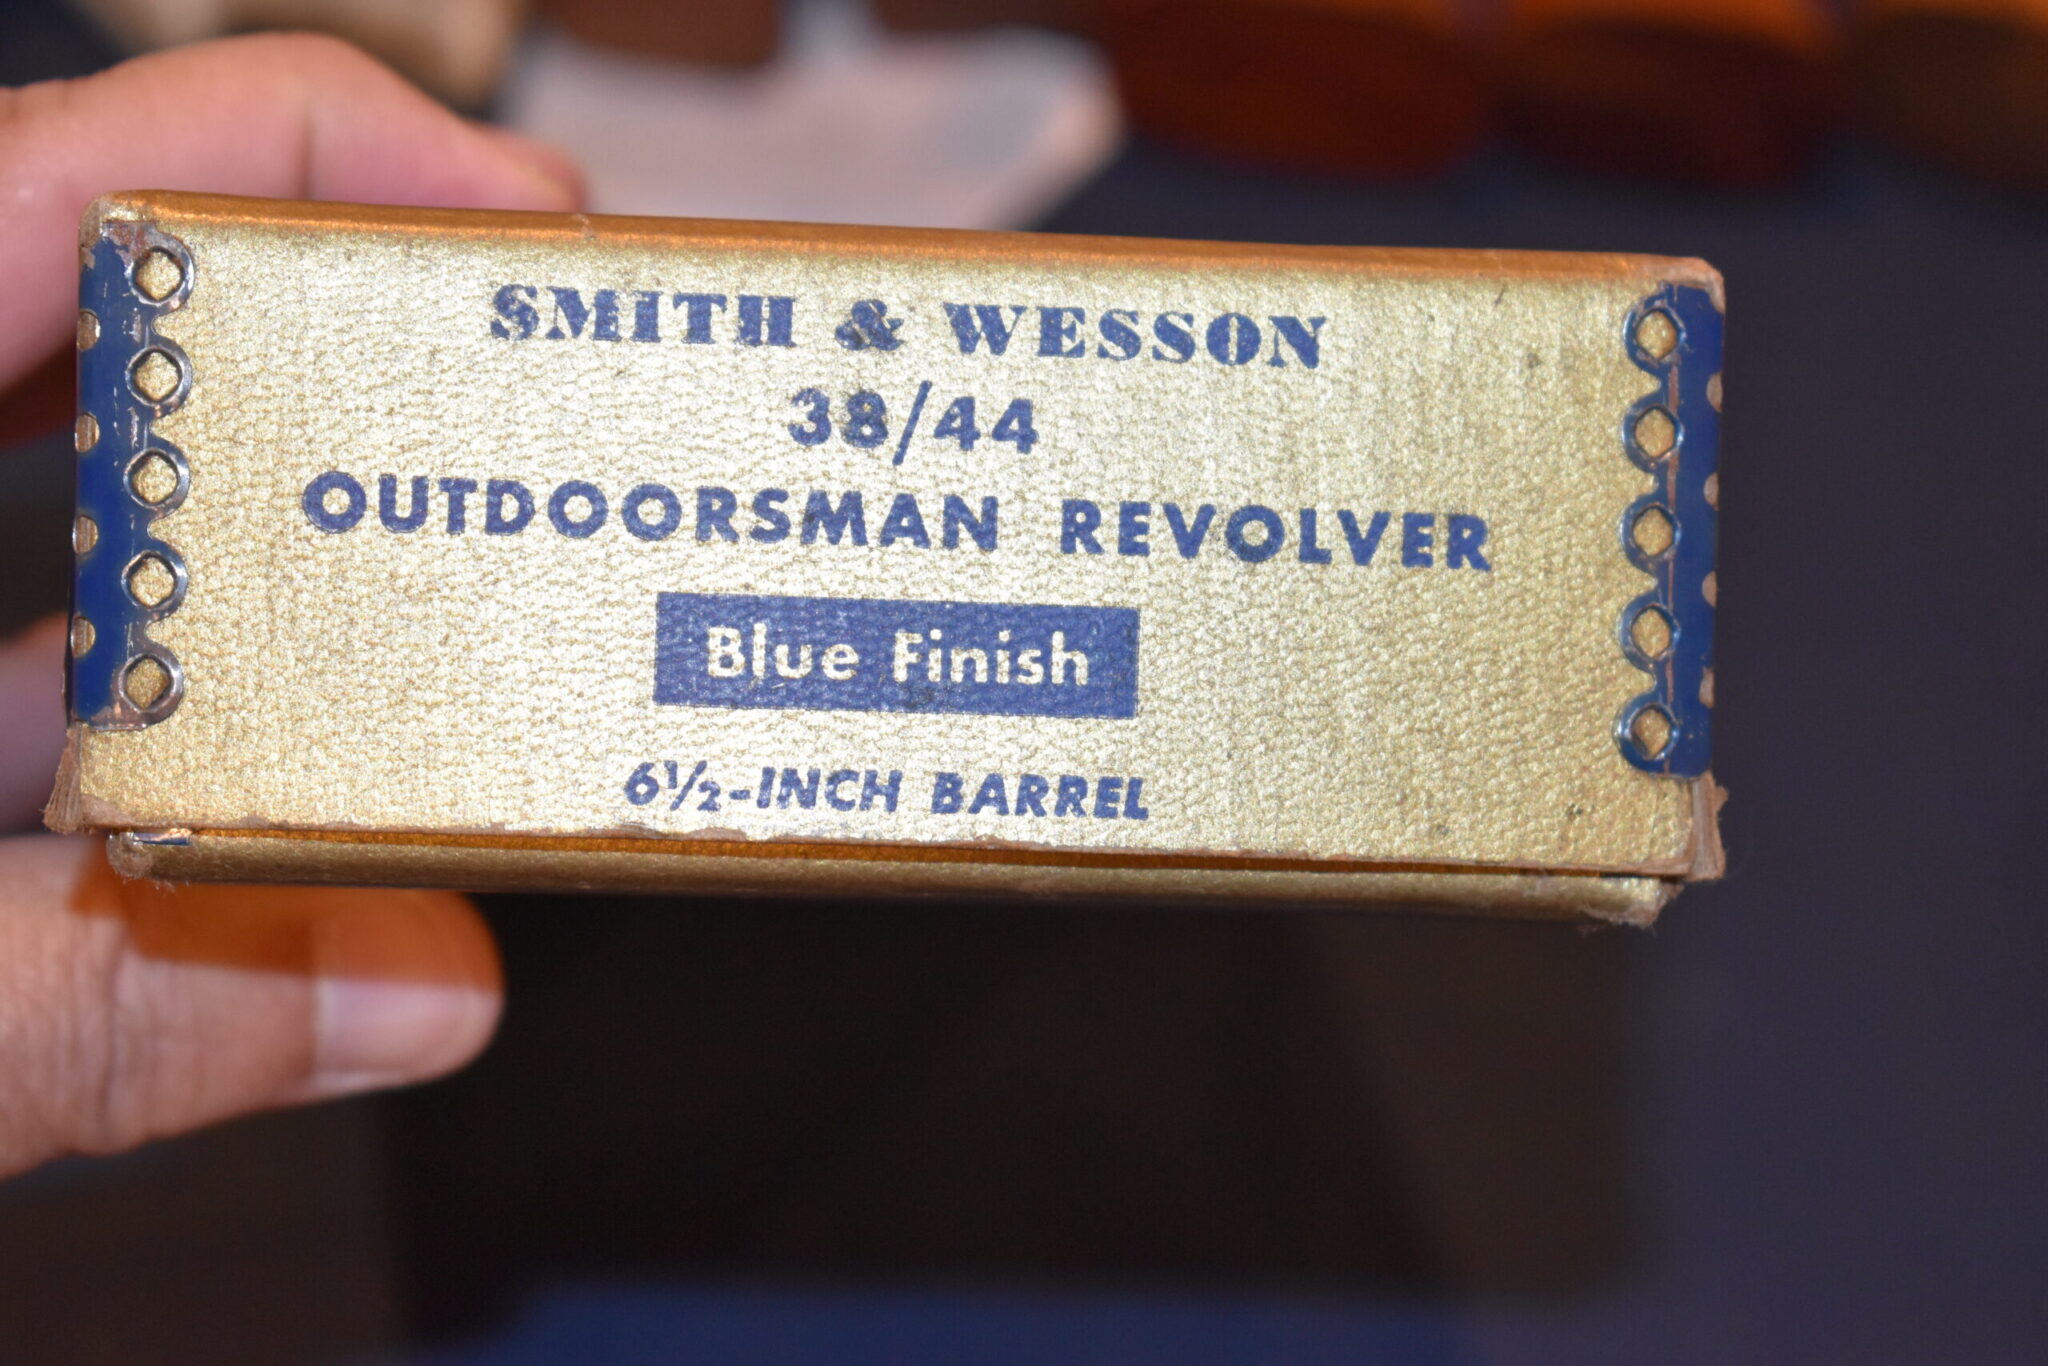 SMITH & WESSON
38/44
OUTDOORSMAN REVOLVER
Blue Finish
6½-INCH BARREL